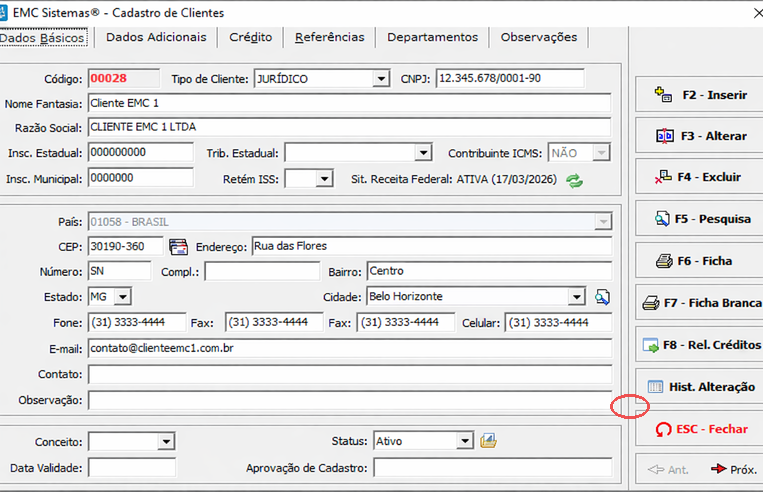 EMC Sistemas® - Cadastro de Clientes
Dados Básicos Dados Adicionais Crédito Referências Departamentos Observações
Código: 00028 Tipo de Cliente: JURÍDICO CNPJ: 12.345.678/0001-90
Nome Fantasia: Cliente EMC 1
Razão Social: CLIENTE EMC 1 LTDA
Insc. Estadual: 000000000 Trib. Estadual: Contribuinte ICMS: NÃO
Insc. Municipal: 0000000 Retém ISS: Sit. Receita Federal: ATIVA (17/03/2026)
País: 01058 - BRASIL
CEP: 30190-360 Endereço: Rua das Flores
Número: SN Compl.: Bairro: Centro
Estado: MG Cidade: Belo Horizonte
Fone: (31) 3333-4444 Fax: (31) 3333-4444 Fax: (31) 3333-4444 Celular: (31) 3333-4444
E-mail: contato@clienteemc1.com.br
Contato:
Observação:
Conceito: Status: Ativo
Data Validade: Aprovação de Cadastro:
F2 - Inserir
F3 - Alterar
F4 - Excluir
F5 - Pesquisa
F6 - Ficha
F7 - Ficha Branca
F8 - Rel. Créditos
Hist. Alteração
ESC - Fechar
Ant. Próx.